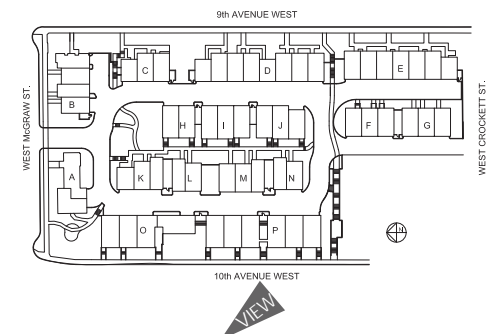 9th AVENUE WEST
C
D
E
B
WEST McGRAW ST.
WEST CROCKETT ST.
H
I
J
F
G
A
K
L
M
N
O
P
N
10th AVENUE WEST
VIEW